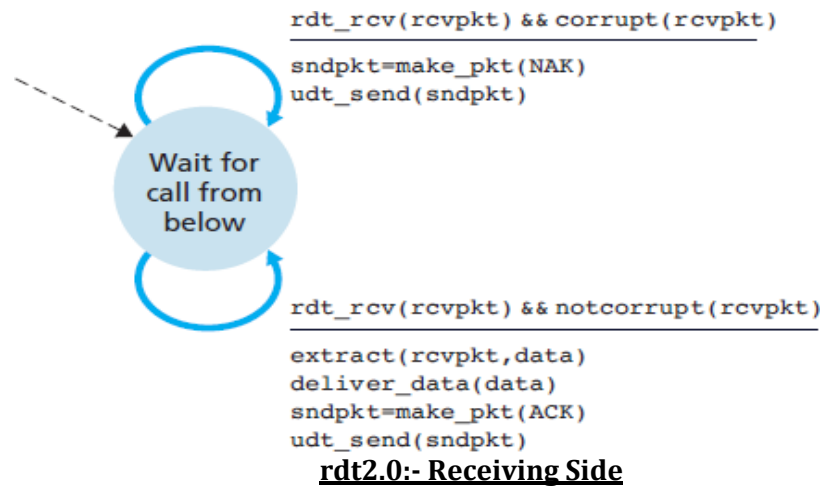 rdt_rcv(rcvpkt) && corrupt(rcvpkt)
sndpkt=make_pkt(NAK)
udt_send(sndpkt)
Wait for
call from
below
rdt_rcv(rcvpkt) && notcorrupt(rcvpkt)
extract(rcvpkt,data)
deliver_data(data)
sndpkt=make_pkt(ACK)
udt_send(sndpkt)
rdt2.0:- Receiving Side